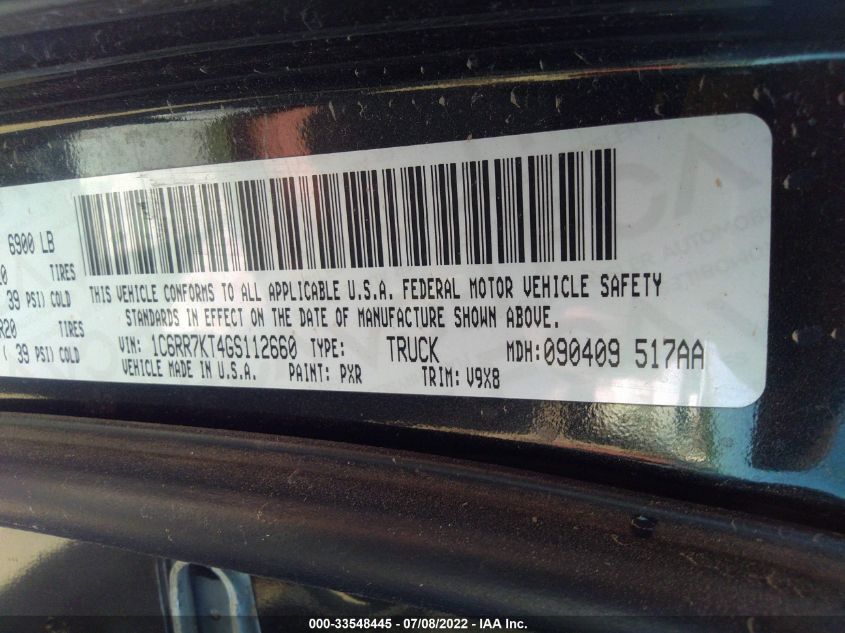 6900 LB
TIRES
39 PSI) COLD
R20 TIRES
( 39 PSI) COLD
THIS VEHICLE CONFORMS TO ALL APPLICABLE U.S.A. FEDERAL MOTOR VEHICLE SAFETY
STANDARDS IN EFFECT ON THE DATE OF MANUFACTURE SHOWN ABOVE.
VIN: 1C6RR7KT4GS112660 TYPE: TRUCK MDH:090409 517AA
VEHICLE MADE IN U.S.A. PAINT: PXR TRIM: V9X8
000-33548445 - 07/08/2022 - IAA Inc.